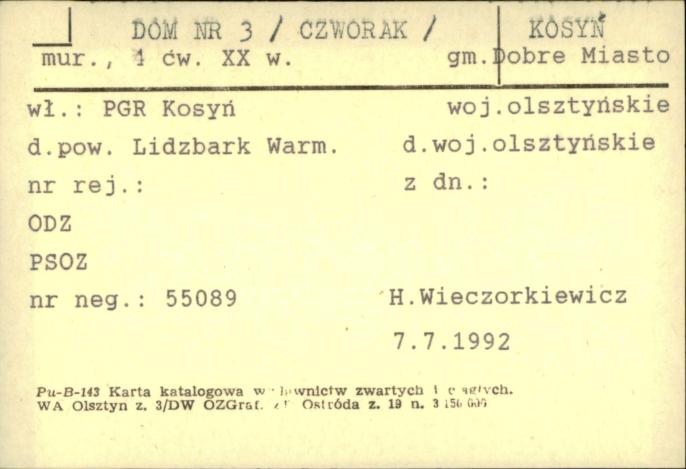 DOM NR 3 / CZWORAK / KOSYŃ
mur., 1 ćw. XX w. gm.Dobre Miasto
wł.: PGR Kosyń woj.olsztyńskie
d.pow. Lidzbark Warm. d.woj.olsztyńskie
nr rej.: z dn.:
ODZ
PSOZ
nr neg.: 55089 H.Wieczorkiewicz
7.7.1992
Pu-B-143 Karta katalogowa zwartych i
WA Olsztyn z. 3/DW OZGraf. Ostróda z. 19 n.